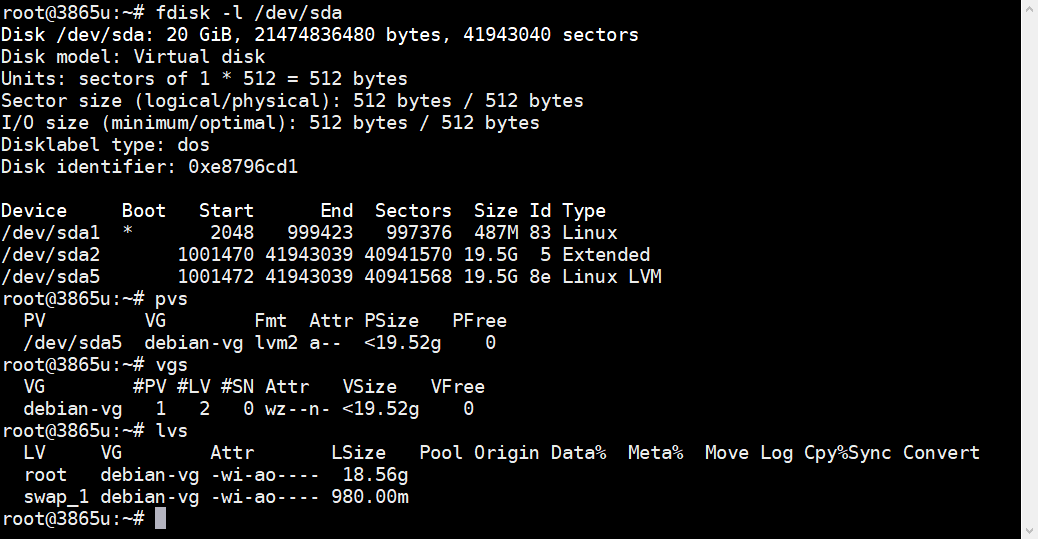 root@3865u:~# fdisk -l /dev/sda
Disk /dev/sda: 20 GiB, 21474836480 bytes, 41943040 sectors
Disk model: Virtual disk
Units: sectors of 1 * 512 = 512 bytes
Sector size (logical/physical): 512 bytes / 512 bytes
I/O size (minimum/optimal): 512 bytes / 512 bytes
Disklabel type: dos
Disk identifier: 0xe8796cd1

Device     Boot   Start      End  Sectors  Size Id Type
/dev/sda1  *       2048   999423   997376  487M 83 Linux
/dev/sda2       1001470 41943039 40941570 19.5G  5 Extended
/dev/sda5       1001472 41943039 40941568 19.5G 8e Linux LVM
root@3865u:~# pvs
  PV         VG        Fmt  Attr PSize   PFree
  /dev/sda5  debian-vg lvm2 a--  <19.52g    0
root@3865u:~# vgs
  VG        #PV #LV #SN Attr   VSize   VFree
  debian-vg   1   2   0 wz--n- <19.52g    0
root@3865u:~# lvs
  LV     VG        Attr       LSize   Pool Origin Data%  Meta%  Move Log Cpy%Sync Convert
  root   debian-vg -wi-ao----  18.56g
  swap_1 debian-vg -wi-ao---- 980.00m
root@3865u:~#